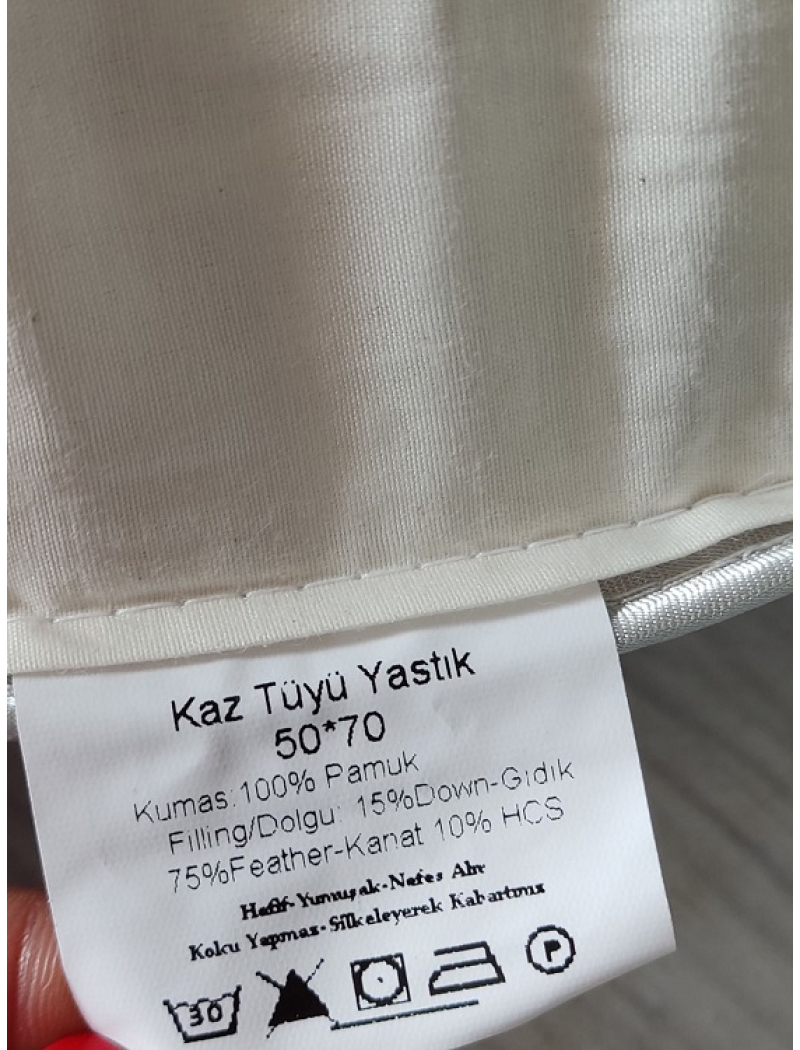 Kaz Tüyü Yastık
50*70
Kumas:100% Pamuk
Filling/Dolgu: 15%Down-Gıdık
75%Feather-Kanat 10% HCS
Hafif-Yumuşak-Nefes Alır
Koku Yapmaz-Silkeleyerek Kabartınız
30
P